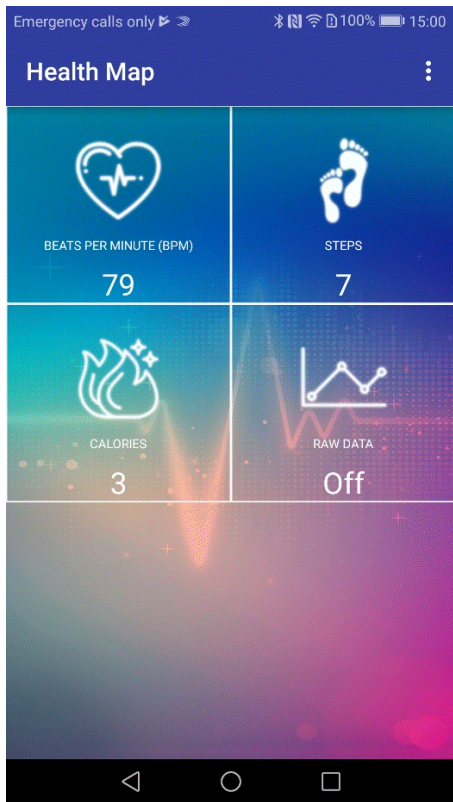 Emergency calls only 100% 15:00
Health Map
BEATS PER MINUTE (BPM)
79
STEPS
7
CALORIES
3
RAW DATA
Off